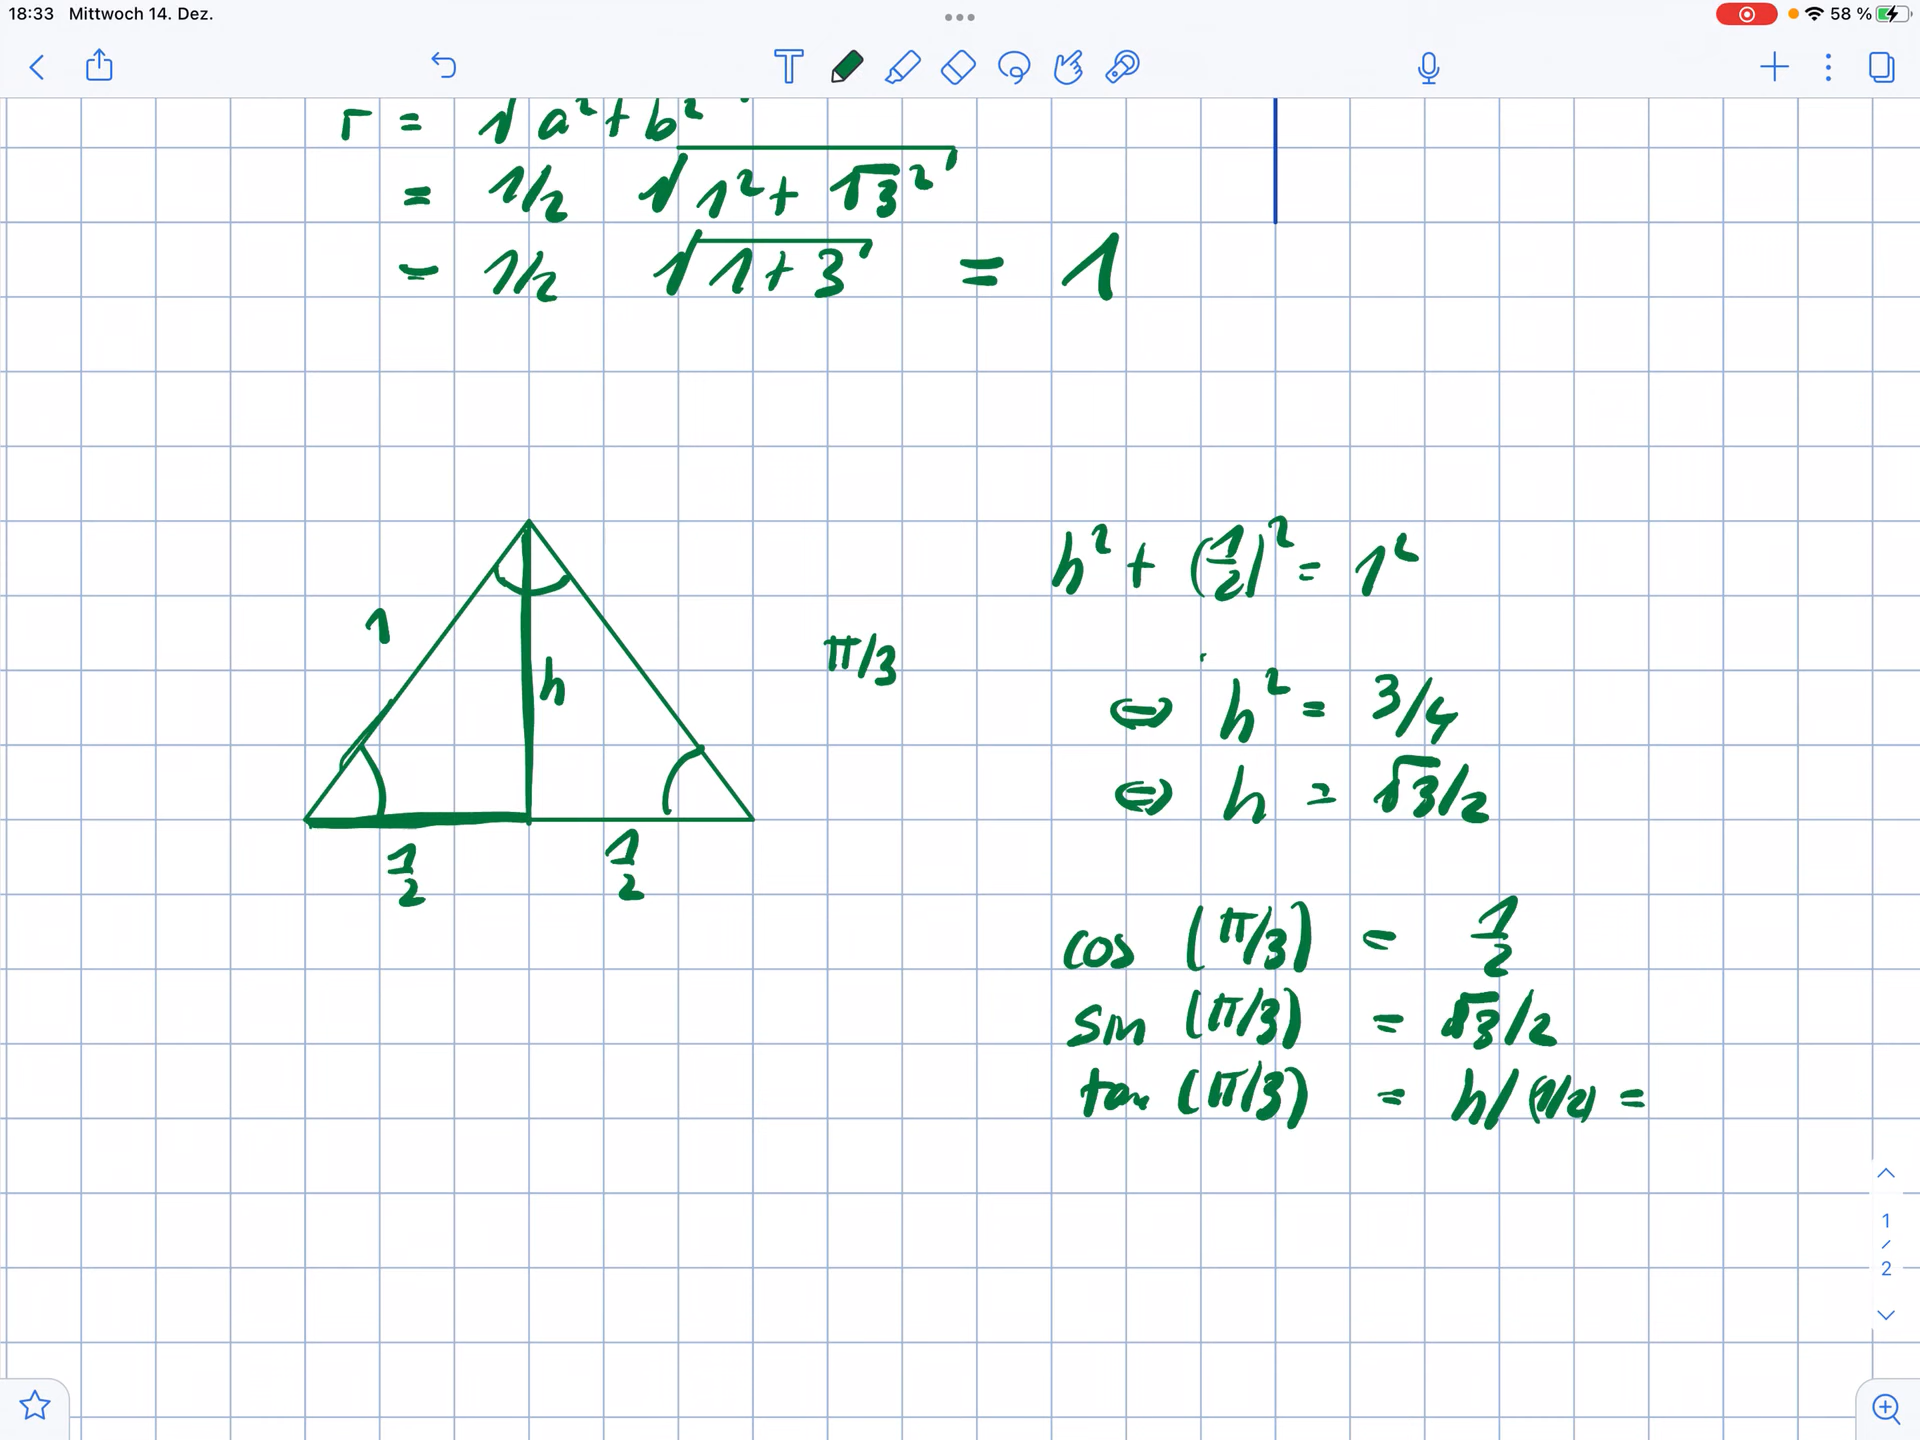 18:33 Mittwoch 14. Dez. 58 %
r = √a² + b²
= 1/2 √1² + √3²
= 1/2 √1 + 3 = 1
1
h
1/2
1/2
π/3
h² + (1/2)² = 1²
⇔ h² = 3/4
⇔ h = √3/2
cos (π/3) = 1/2
sin (π/3) = √3/2
tan (π/3) = h/(1/2) =
1
/
2